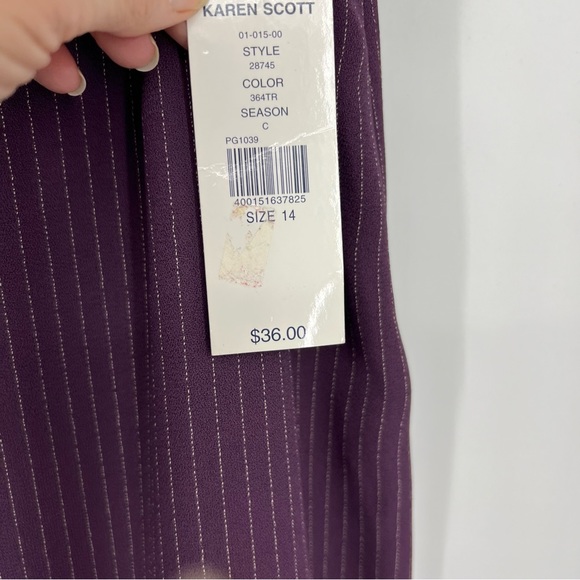 KAREN SCOTT
01-015-00
STYLE
28745
COLOR
364TR
SEASON
C
PG1039
400151637825
SIZE 14
$36.00